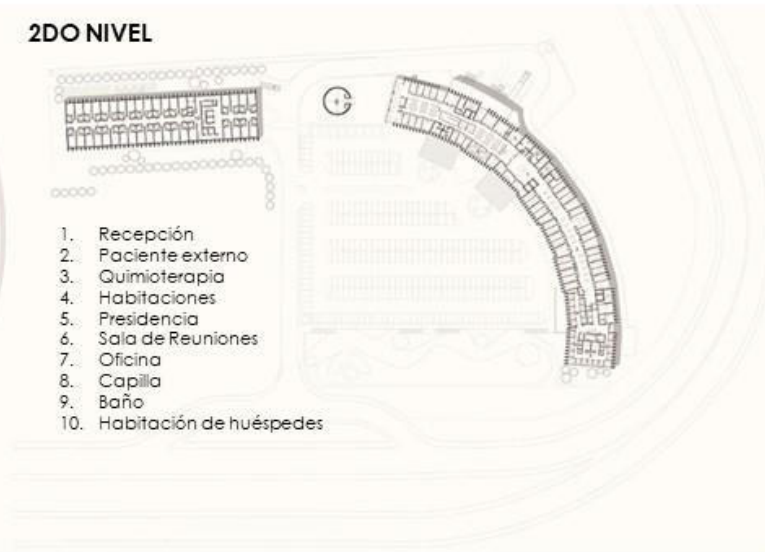 2DO NIVEL
1. Recepción
2. Paciente externo
3. Quimioterapia
4. Habitaciones
5. Presidencia
6. Sala de Reuniones
7. Oficina
8. Capilla
9. Baño
10. Habitación de huéspedes